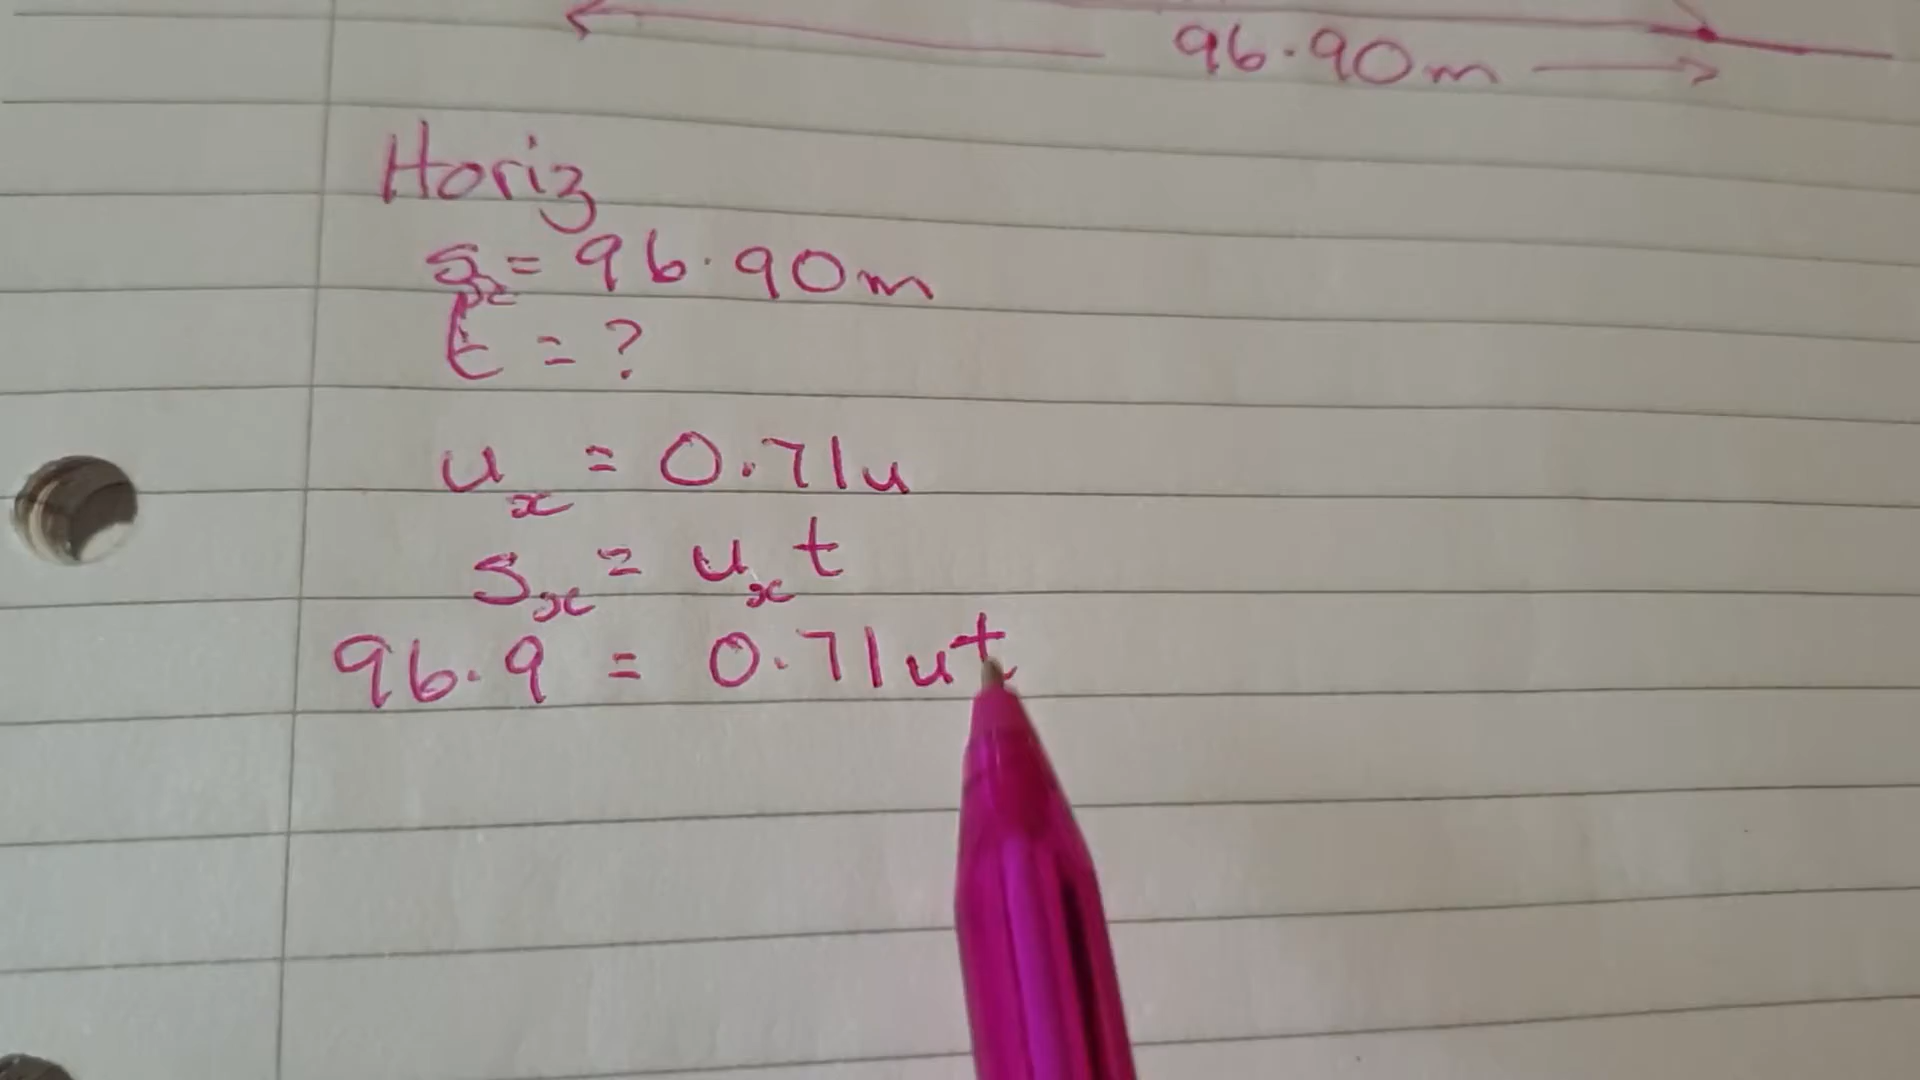 96.90m
Horiz
sₓ = 96.90m
t = ?
uₓ = 0.71u
sₓ = uₓt
96.9 = 0.71ut